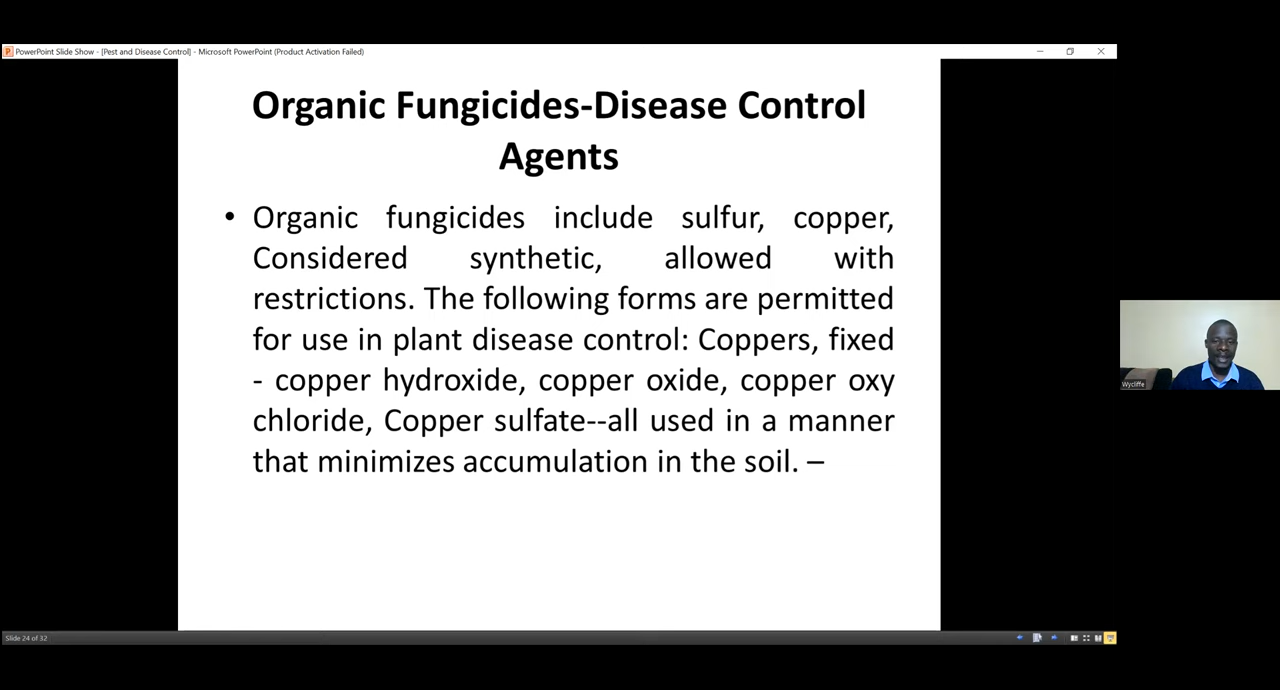 PowerPoint Slide Show - [Pest and Disease Control] - Microsoft PowerPoint (Product Activation Failed)
Organic Fungicides-Disease Control
Agents
• Organic fungicides include sulfur, copper,
Considered synthetic, allowed with
restrictions. The following forms are permitted
for use in plant disease control: Coppers, fixed
- copper hydroxide, copper oxide, copper oxy
chloride, Copper sulfate--all used in a manner
that minimizes accumulation in the soil. –
Wycliffe
Slide 24 of 32